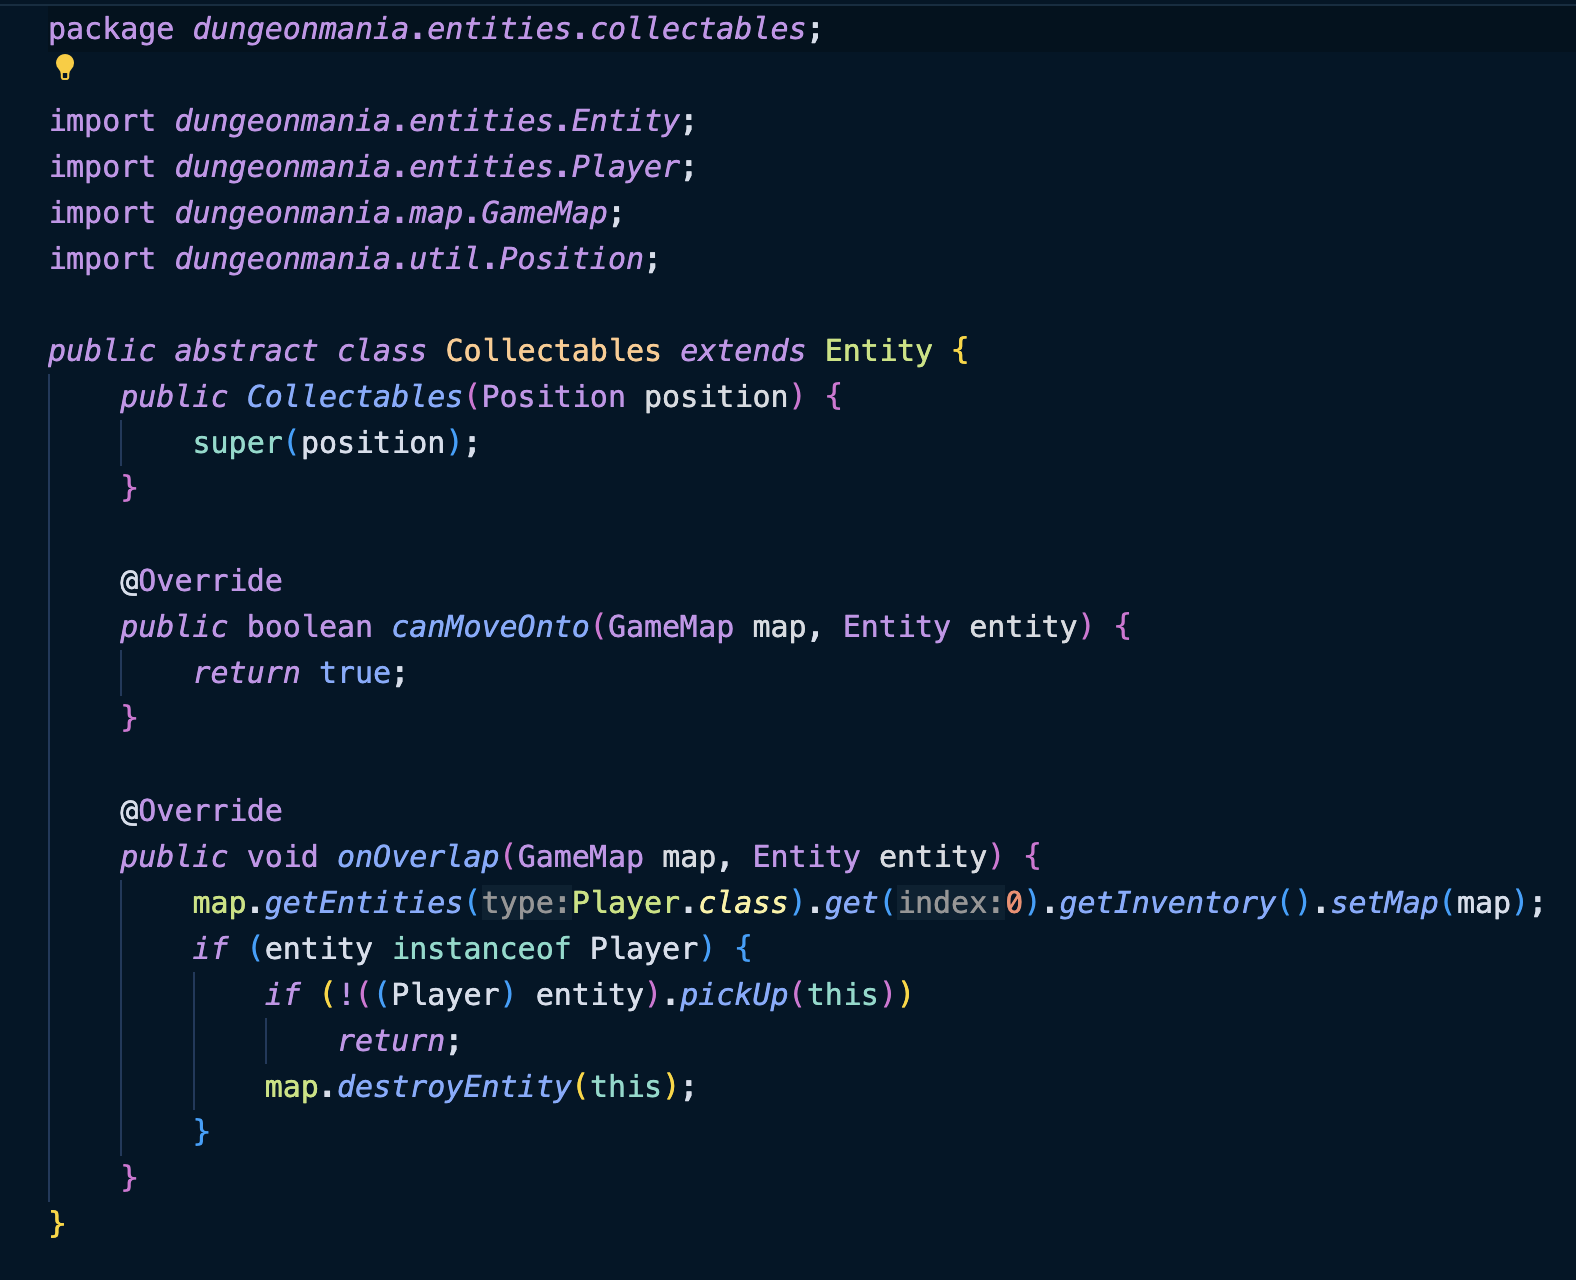 package dungeonmania.entities.collectables;
import dungeonmania.entities.Entity;
import dungeonmania.entities.Player;
import dungeonmania.map.GameMap;
import dungeonmania.util.Position;
public abstract class Collectables extends Entity {
    public Collectables(Position position) {
        super(position);
    }
    @Override
    public boolean canMoveOnto(GameMap map, Entity entity) {
        return true;
    }
    @Override
    public void onOverlap(GameMap map, Entity entity) {
        map.getEntities(type:Player.class).get(index:0).getInventory().setMap(map);
        if (entity instanceof Player) {
            if (!((Player) entity).pickUp(this))
                return;
            map.destroyEntity(this);
        }
    }
}